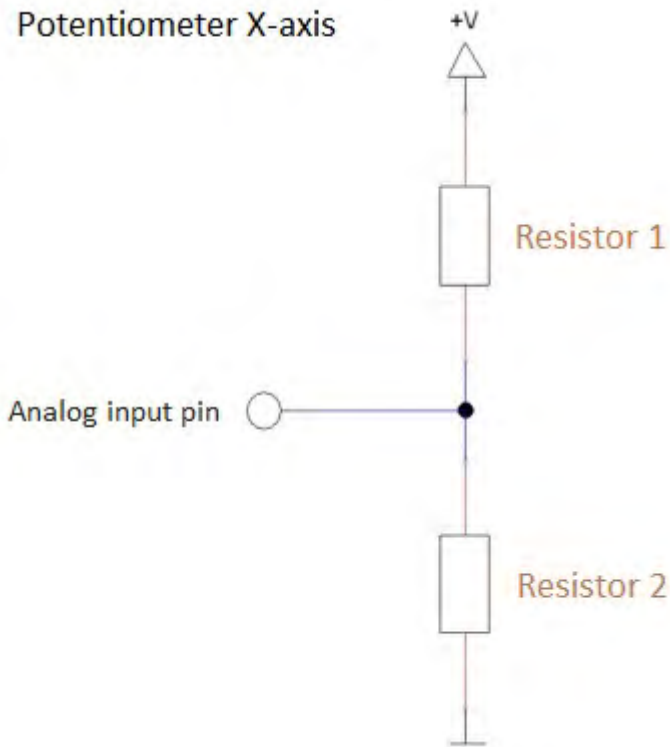 Potentiometer X-axis
+V
Resistor 1
Analog input pin
Resistor 2